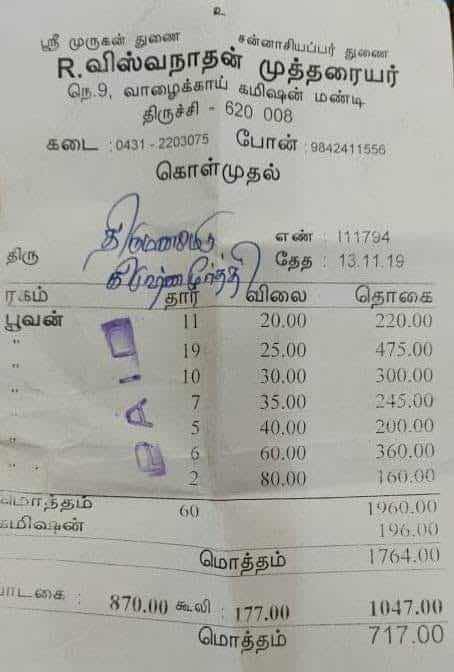 உ
ஸ்ரீ முருகன் துணை சன்னாசியப்பர் துணை
R.விஸ்வநாதன் முத்தரையர்
நெ.9, வாழைக்காய் கமிஷன் மண்டி
திருச்சி - 620 008
கடை : 0431 - 2203075 போன் : 9842411556
கொள்முதல்
எண் : I11794
திரு
தேத : 13.11.19
கிருஷ்ணமூர்த்தி
ரகம் தார் விலை தொகை
பூவன் 11 20.00 220.00
" 19 25.00 475.00
" 10 30.00 300.00
" 7 35.00 245.00
" 5 40.00 200.00
" 6 60.00 360.00
" 2 80.00 160.00
PAID
மொத்தம் 60 1960.00
கமிஷன் 196.00
மொத்தம் 1764.00
பாடகை : 870.00 கூலி : 177.00 1047.00
மொத்தம் 717.00